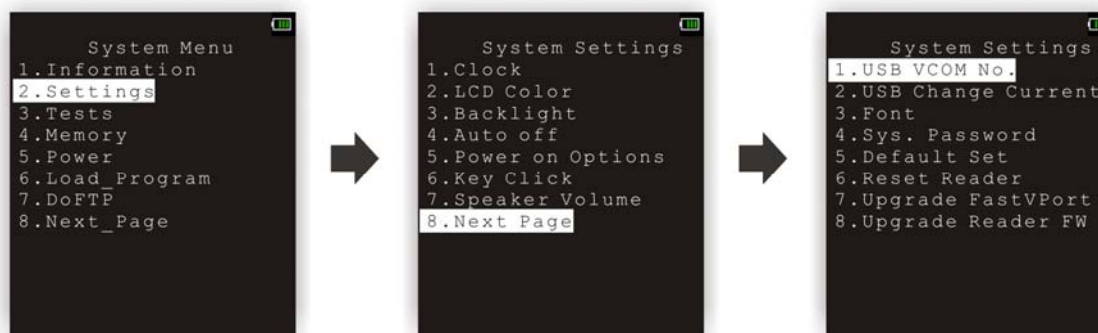 System Menu
1.Information
2.Settings
3.Tests
4.Memory
5.Power
6.Load_Program
7.DoFTP
8.Next_Page
System Settings
1.Clock
2.LCD Color
3.Backlight
4.Auto off
5.Power on Options
6.Key Click
7.Speaker Volume
8.Next Page
System Settings
1.USB VCOM No.
2.USB Change Current
3.Font
4.Sys. Password
5.Default Set
6.Reset Reader
7.Upgrade FastVPort
8.Upgrade Reader FW